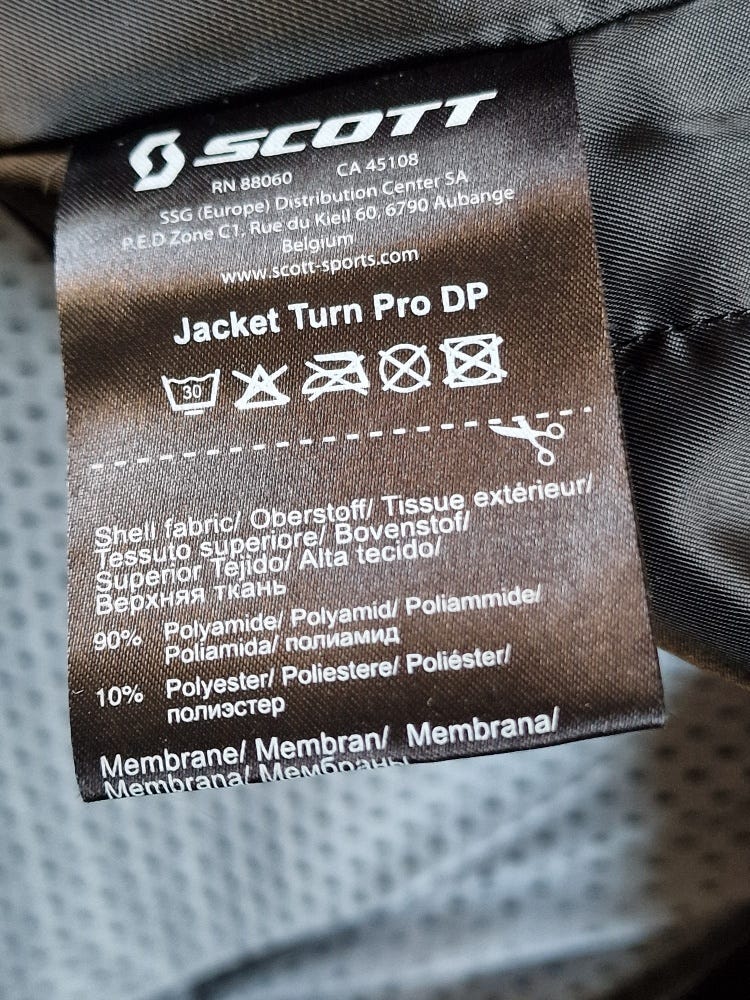 SCOTT
RN 88060 CA 45108
SSG (Europe) Distribution Center SA
P.E.D Zone C1, Rue du Kiell 60, 6790 Aubange
Belgium
www.scott-sports.com
Jacket Turn Pro DP
30
Shell fabric/ Oberstoff/ Tissue extérieur/
Tessuto superiore/ Bovenstof/
Superior Tejido/ Alta tecido/
Верхняя ткань
90% Polyamide/ Polyamid/ Poliammide/
Poliamida/ полиамид
10% Polyester/ Poliestere/ Poliéster/
полиэстер
Membrane/ Membran/ Membrana/
Membrana/ Мембраны